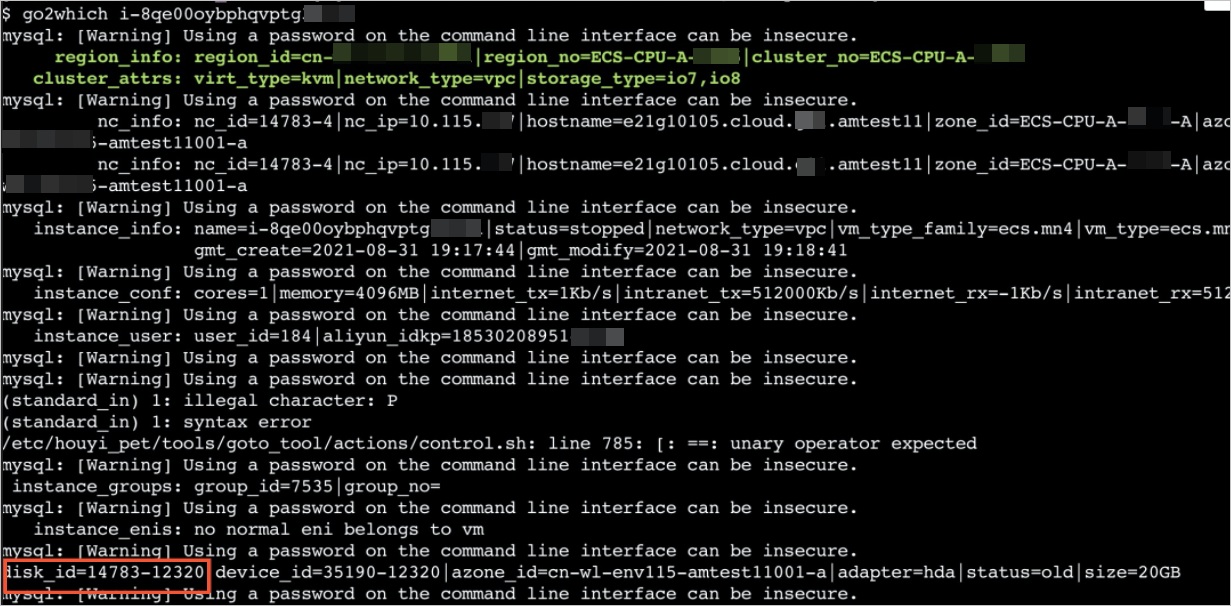 $ go2which i-8qe00oybphqvptg
mysql: [Warning] Using a password on the command line interface can be insecure.
region_info: region_id=cn- |region_no=ECS-CPU-A- |cluster_no=ECS-CPU-A-
cluster_attrs: virt_type=kvm|network_type=vpc|storage_type=io7,io8
mysql: [Warning] Using a password on the command line interface can be insecure.
nc_info: nc_id=14783-4|nc_ip=10.115. |hostname=e21g10105.cloud. .amtest11|zone_id=ECS-CPU-A- -A|azo
-amtest11001-a
nc_info: nc_id=14783-4|nc_ip=10.115. |hostname=e21g10105.cloud. .amtest11|zone_id=ECS-CPU-A- -A|azo
-amtest11001-a
mysql: [Warning] Using a password on the command line interface can be insecure.
instance_info: name=i-8qe00oybphqvptg |status=stopped|network_type=vpc|vm_type_family=ecs.mn4|vm_type=ecs.mn
gmt_create=2021-08-31 19:17:44|gmt_modify=2021-08-31 19:18:41
mysql: [Warning] Using a password on the command line interface can be insecure.
instance_conf: cores=1|memory=4096MB|internet_tx=1Kb/s|intranet_tx=512000Kb/s|internet_rx=-1Kb/s|intranet_rx=512
mysql: [Warning] Using a password on the command line interface can be insecure.
instance_user: user_id=184|aliyun_idkp=18530208951
mysql: [Warning] Using a password on the command line interface can be insecure.
mysql: [Warning] Using a password on the command line interface can be insecure.
(standard_in) 1: illegal character: P
(standard_in) 1: syntax error
/etc/houyi_pet/tools/goto_tool/actions/control.sh: line 785: [: ==: unary operator expected
mysql: [Warning] Using a password on the command line interface can be insecure.
instance_groups: group_id=7535|group_no=
mysql: [Warning] Using a password on the command line interface can be insecure.
instance_enis: no normal eni belongs to vm
mysql: [Warning] Using a password on the command line interface can be insecure.
disk_id=14783-12320 device_id=35190-12320|azone_id=cn-wl-env115-amtest11001-a|adapter=hda|status=old|size=20GB
mysql: [Warning] Using a password on the command line interface can be insecure.